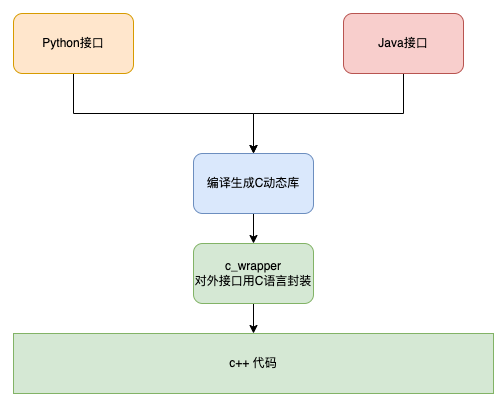 Python接口
Java接口
编译生成C动态库
c_wrapper
对外接口用C语言封装
c++ 代码